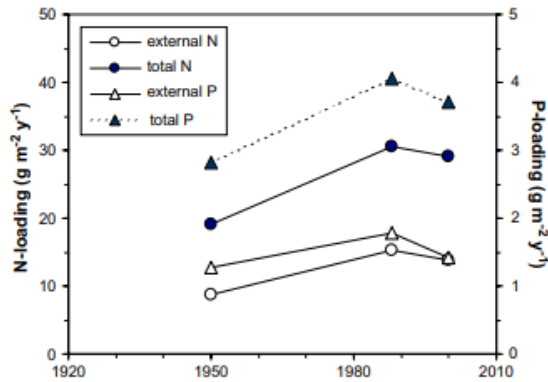 50
40
30
20
10
0
N-loading (g m⁻² y⁻¹)
external N
total N
external P
total P
5
4
3
2
1
0
P-loading (g m⁻² y⁻¹)
1920
1950
1980
2010